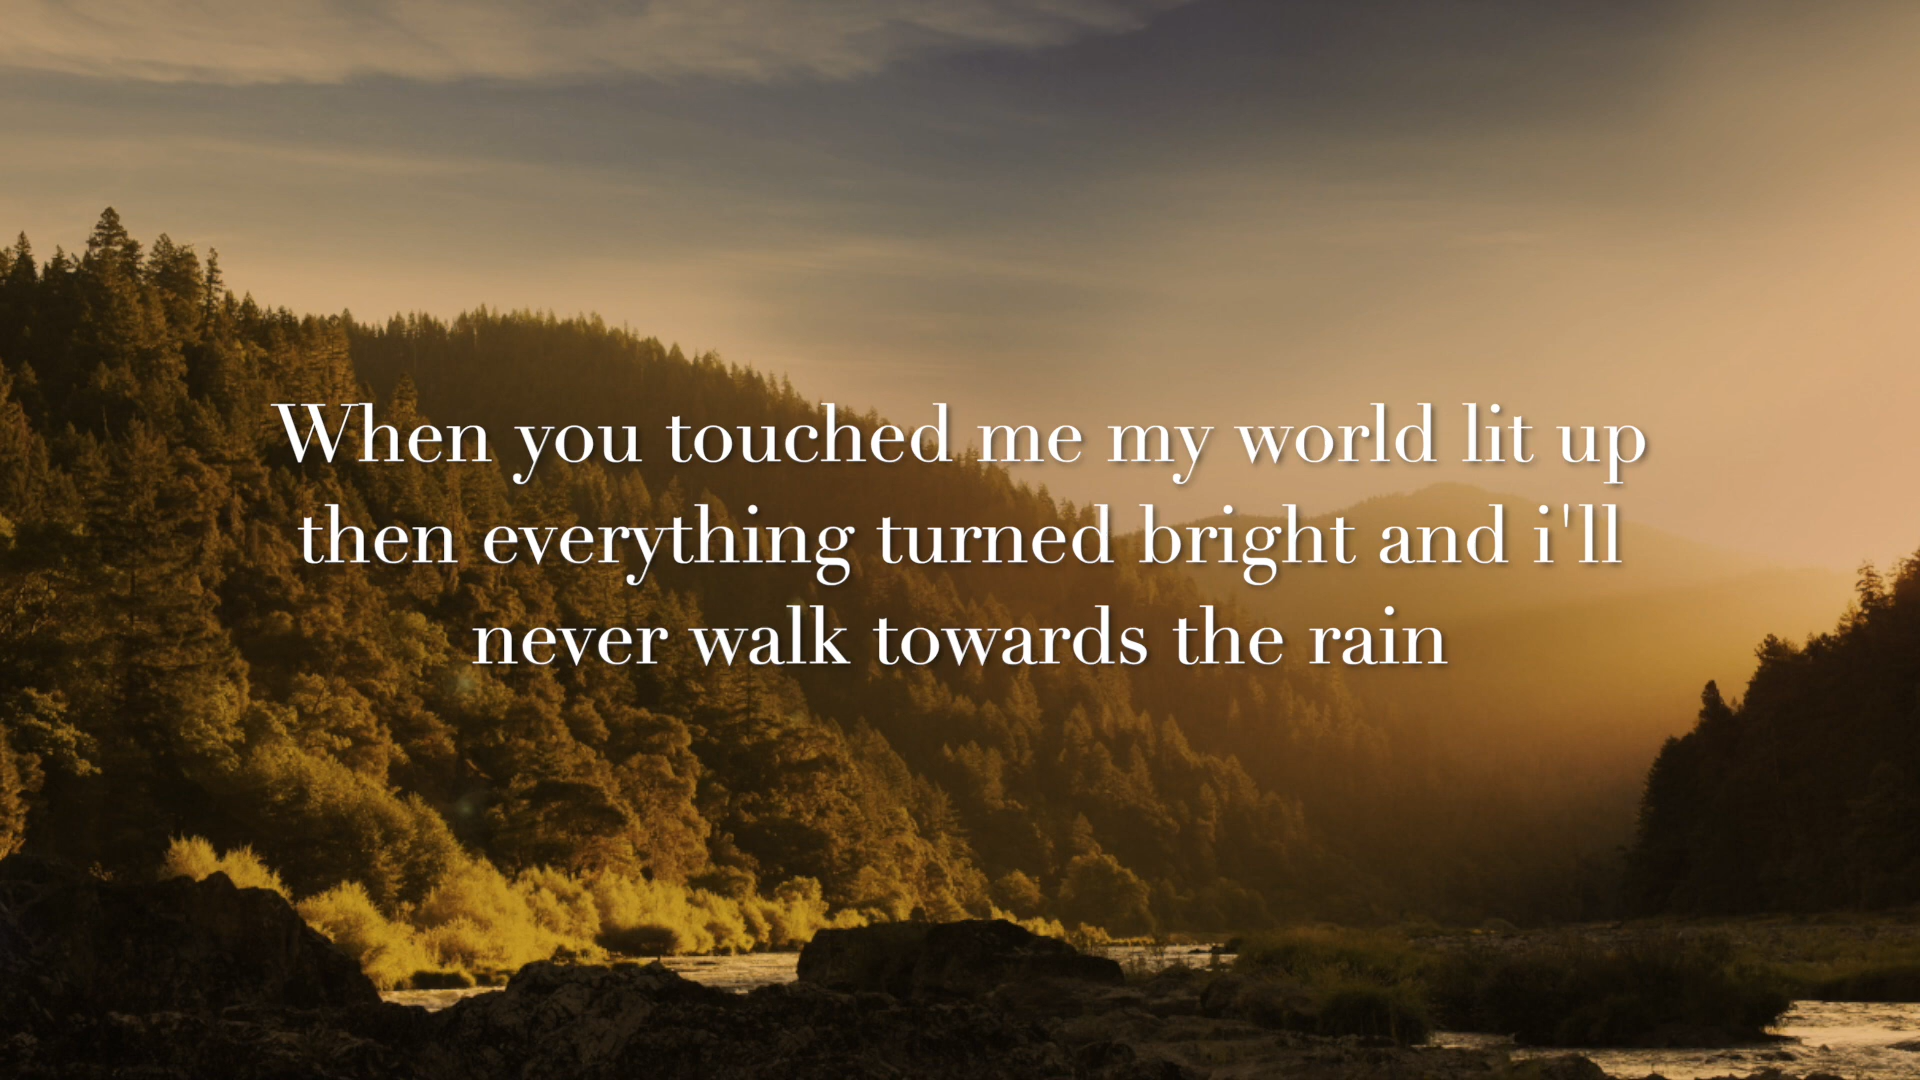 When you touched me my world lit up
then everything turned bright and i'll
never walk towards the rain